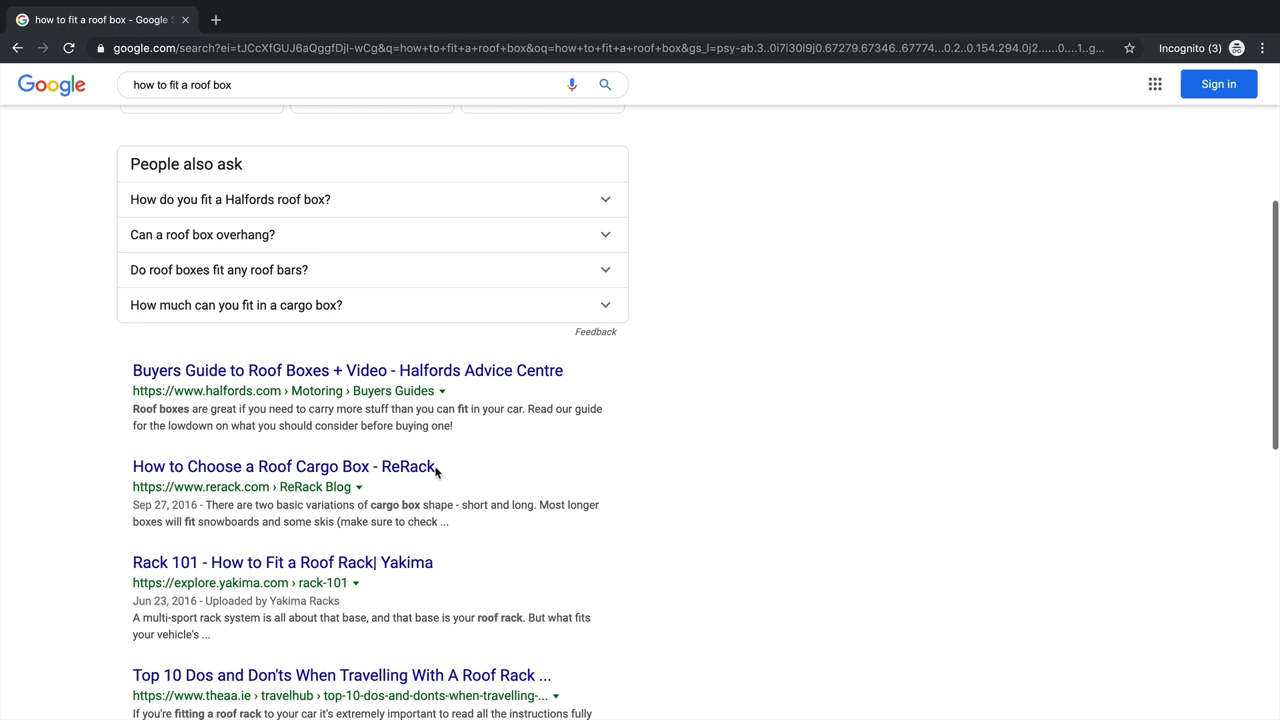 how to fit a roof box - Google S
google.com/search?ei=tJCcXfGUJ6aQggfDjI-wCg&q=how+to+fit+a+roof+box&oq=how+to+fit+a+roof+box&gs_l=psy-ab.3..0i7i30l9j0.67279.67346..67774...0.2..0.154.294.0j2......0....1..g...
Incognito (3)
Google
how to fit a roof box
Sign in
People also ask
How do you fit a Halfords roof box?
Can a roof box overhang?
Do roof boxes fit any roof bars?
How much can you fit in a cargo box?
Feedback
Buyers Guide to Roof Boxes + Video - Halfords Advice Centre
https://www.halfords.com › Motoring › Buyers Guides
Roof boxes are great if you need to carry more stuff than you can fit in your car. Read our guide
for the lowdown on what you should consider before buying one!
How to Choose a Roof Cargo Box - ReRack
https://www.rerack.com › ReRack Blog
Sep 27, 2016 - There are two basic variations of cargo box shape - short and long. Most longer
boxes will fit snowboards and some skis (make sure to check ...
Rack 101 - How to Fit a Roof Rack| Yakima
https://explore.yakima.com › rack-101
Jun 23, 2016 - Uploaded by Yakima Racks
A multi-sport rack system is all about that base, and that base is your roof rack. But what fits
your vehicle's ...
Top 10 Dos and Don'ts When Travelling With A Roof Rack ...
https://www.theaa.ie › travelhub › top-10-dos-and-donts-when-travelling-...
If you're fitting a roof rack to your car it's extremely important to read all the instructions fully